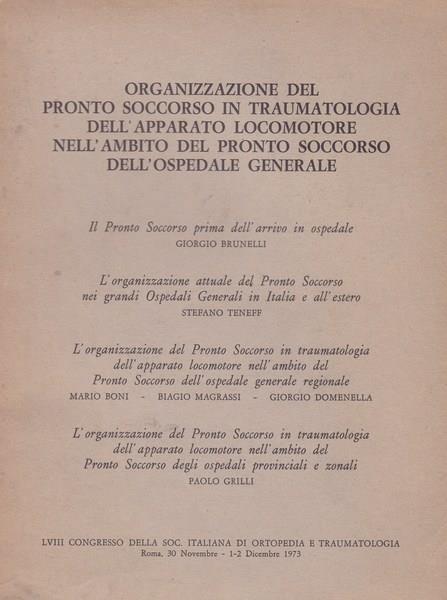 ORGANIZZAZIONE DEL
PRONTO SOCCORSO IN TRAUMATOLOGIA
DELL'APPARATO LOCOMOTORE
NELL'AMBITO DEL PRONTO SOCCORSO
DELL'OSPEDALE GENERALE
Il Pronto Soccorso prima dell'arrivo in ospedale
GIORGIO BRUNELLI
L'organizzazione attuale del Pronto Soccorso
nei grandi Ospedali Generali in Italia e all'estero
STEFANO TENEFF
L'organizzazione del Pronto Soccorso in traumatologia
dell'apparato locomotore nell'ambito del
Pronto Soccorso dell'ospedale generale regionale
MARIO BONI - BIAGIO MAGRASSI - GIORGIO DOMENELLA
L'organizzazione del Pronto Soccorso in traumatologia
dell'apparato locomotore nell'ambito del
Pronto Soccorso degli ospedali provinciali e zonali
PAOLO GRILLI
LVIII CONGRESSO DELLA SOC. ITALIANA DI ORTOPEDIA E TRAUMATOLOGIA
Roma, 30 Novembre - 1-2 Dicembre 1973